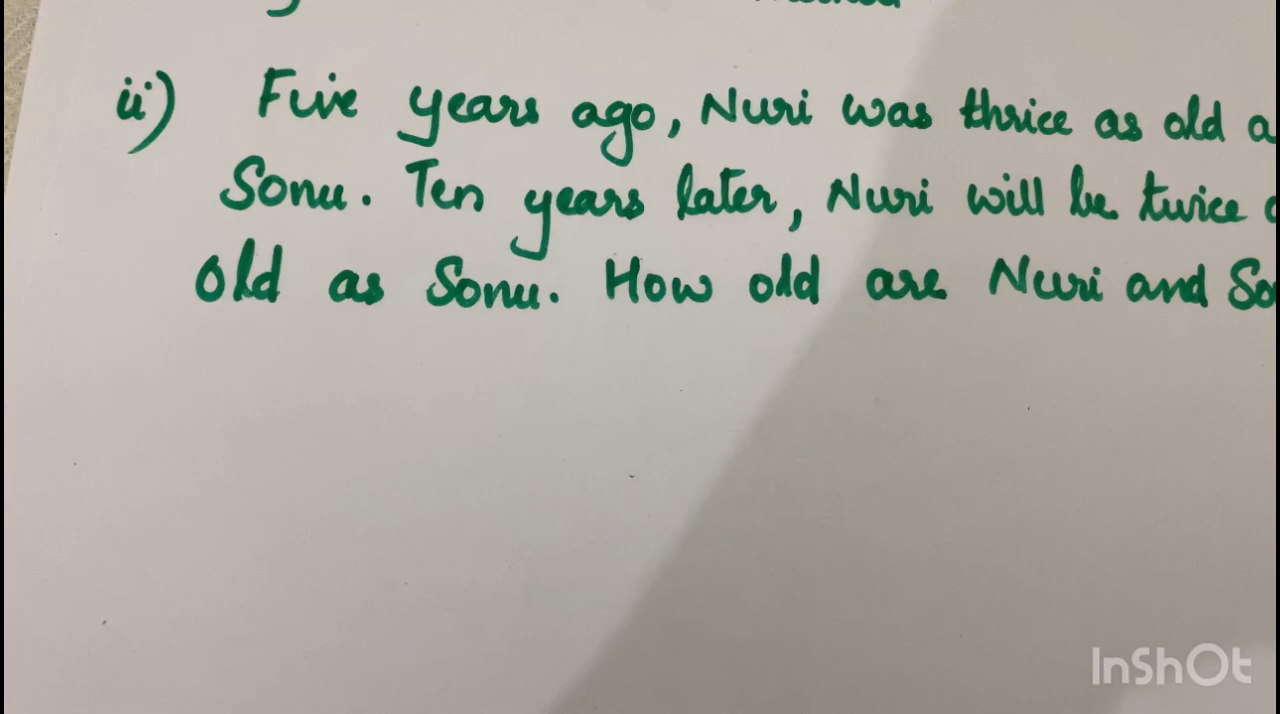 ii) Five years ago, Nuri was thrice as old a
Sonu. Ten years later, Nuri will be twice
old as Sonu. How old are Nuri and So
InShOt